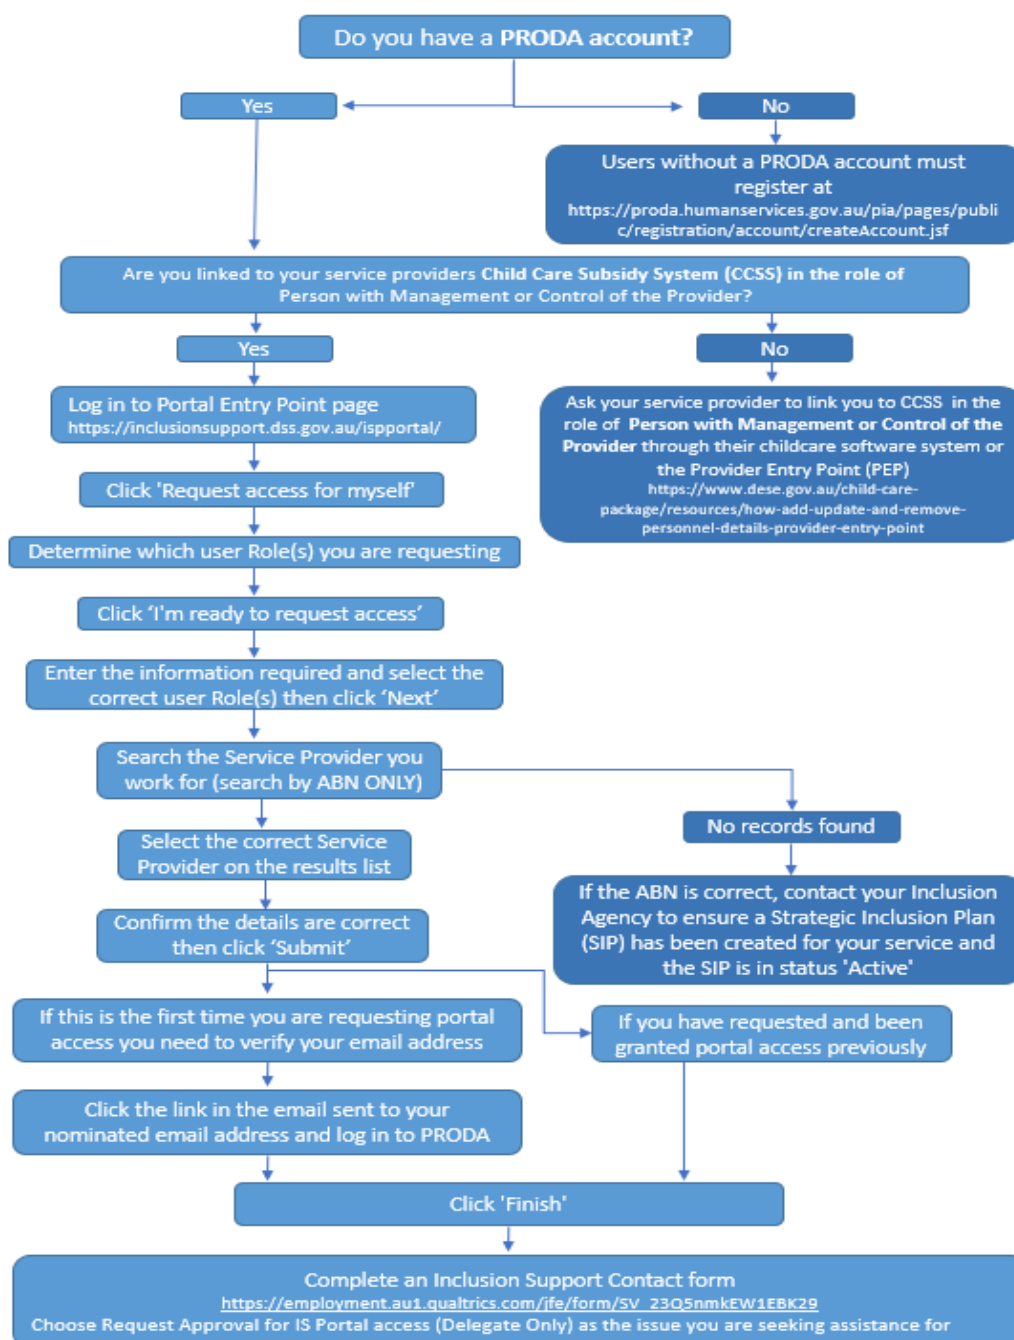 Do you have a PRODA account?
Yes
No
Users without a PRODA account must
register at
https://proda.humanservices.gov.au/pia/pages/publi
c/registration/account/createAccount.jsf
Are you linked to your service providers Child Care Subsidy System (CCSS) in the role of
Person with Management or Control of the Provider?
Yes
No
Log in to Portal Entry Point page
https://inclusionsupport.dss.gov.au/ispportal/
Ask your service provider to link you to CCSS in the
role of Person with Management or Control of the
Provider through their childcare software system or
the Provider Entry Point (PEP)
https://www.dese.gov.au/child-care-
package/resources/how-add-update-and-remove-
personnel-details-provider-entry-point
Click 'Request access for myself'
Determine which user Role(s) you are requesting
Click ‘I'm ready to request access’
Enter the information required and select the
correct user Role(s) then click ‘Next’
Search the Service Provider you
work for (search by ABN ONLY)
No records found
Select the correct Service
Provider on the results list
If the ABN is correct, contact your Inclusion
Agency to ensure a Strategic Inclusion Plan
(SIP) has been created for your service and
the SIP is in status 'Active'
Confirm the details are correct
then click ‘Submit’
If this is the first time you are requesting portal
access you need to verify your email address
If you have requested and been
granted portal access previously
Click the link in the email sent to your
nominated email address and log in to PRODA
Click 'Finish'
Complete an Inclusion Support Contact form
https://employment.au1.qualtrics.com/jfe/form/SV_23Q5nmkEW1EBK29
Choose Request Approval for IS Portal access (Delegate Only) as the issue you are seeking assistance for